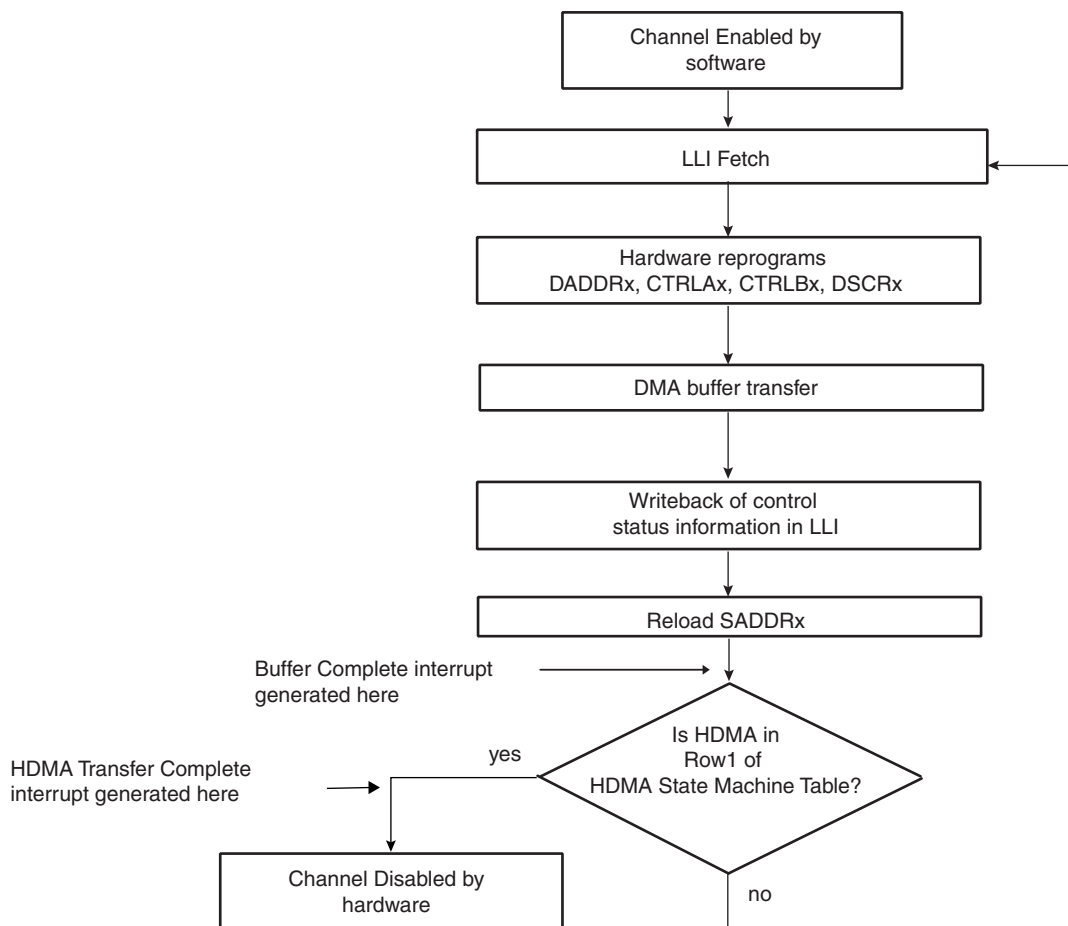 Channel Enabled by
software
LLI Fetch
Hardware reprograms
DADDRx, CTRLAx, CTRLBx, DSCRx
DMA buffer transfer
Writeback of control
status information in LLI
Reload SADDRx
Buffer Complete interrupt
generated here
Is HDMA in
Row1 of
HDMA State Machine Table?
yes
HDMA Transfer Complete
interrupt generated here
Channel Disabled by
hardware
no